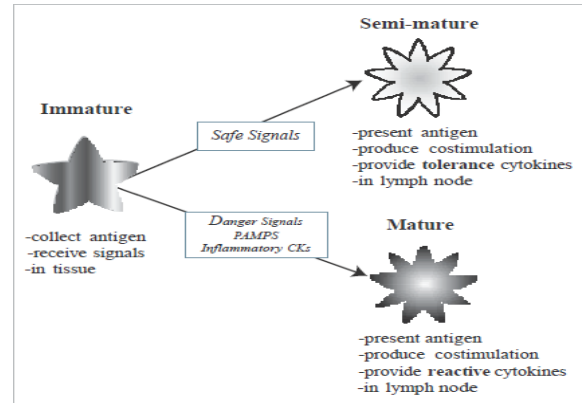 Semi-mature
Immature
Safe Signals
-present antigen
-produce costimulation
-provide tolerance cytokines
-in lymph node
-collect antigen
-receive signals
-in tissue
Danger Signals
PAMPS
Inflammatory CKs
Mature
-present antigen
-produce costimulation
-provide reactive cytokines
-in lymph node